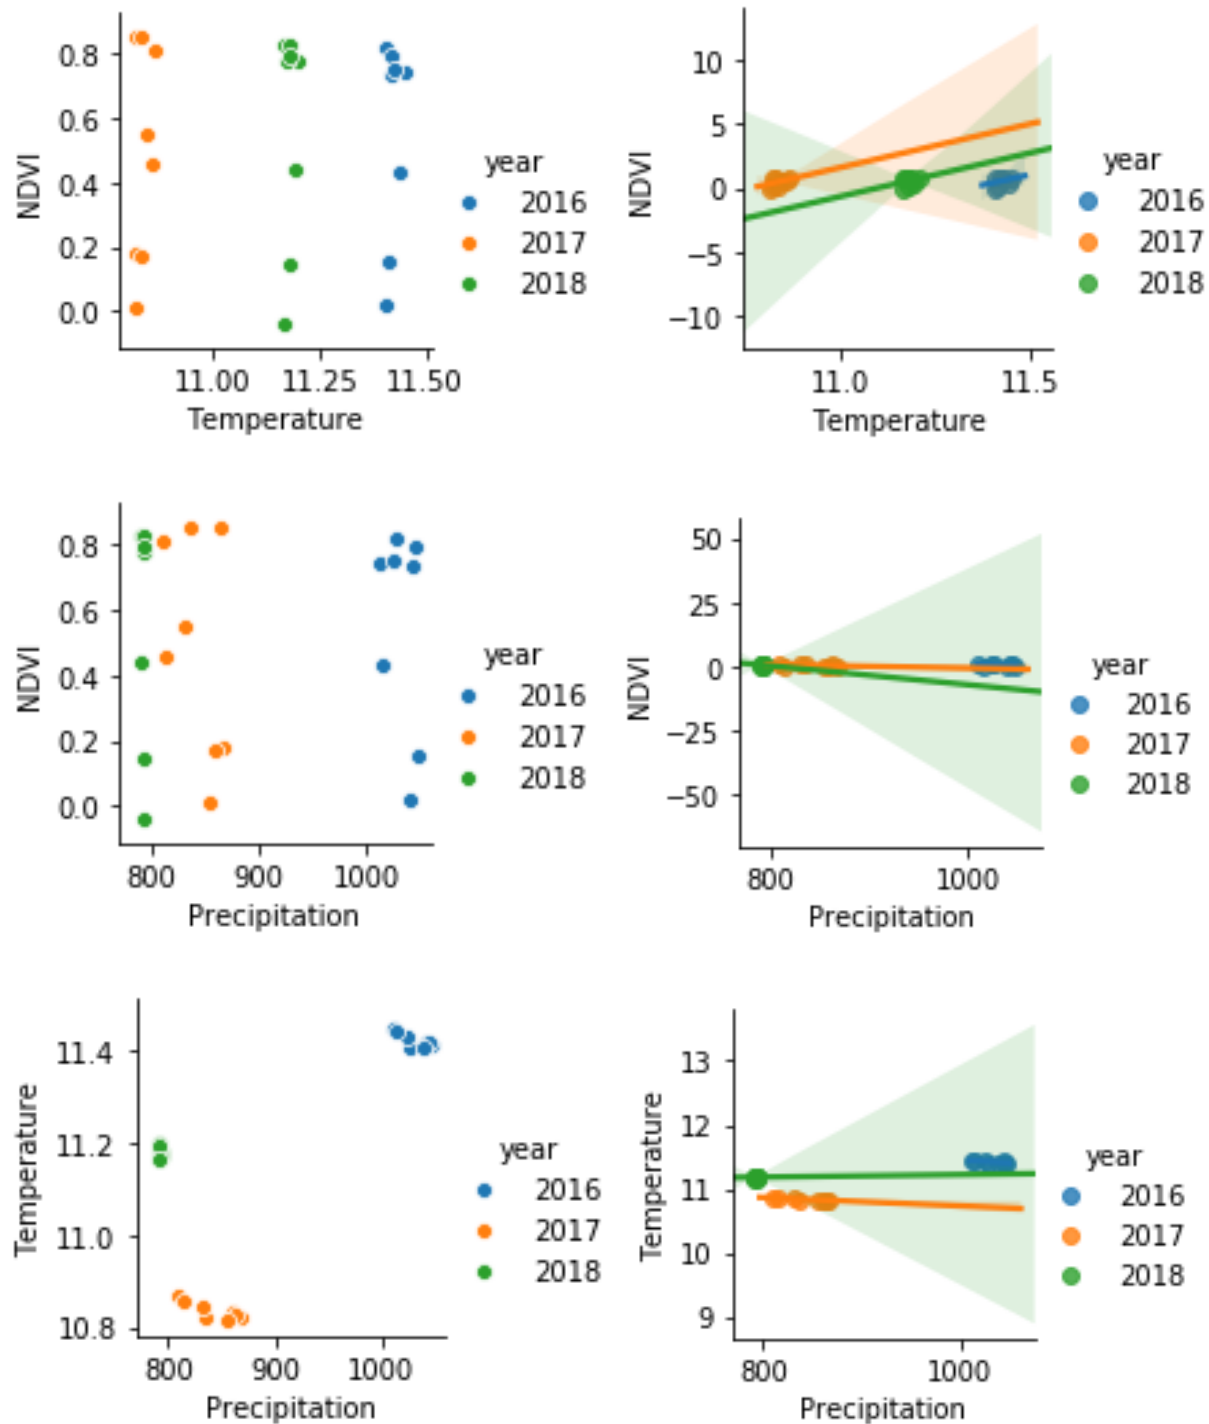 0.8
0.6
0.4
0.2
0.0
NDVI
11.00 11.25 11.50
Temperature
year
2016
2017
2018
10
5
0
−5
−10
NDVI
11.0 11.5
Temperature
year
2016
2017
2018
0.8
0.6
0.4
0.2
0.0
NDVI
800 900 1000
Precipitation
year
2016
2017
2018
50
25
0
−25
−50
NDVI
800 1000
Precipitation
year
2016
2017
2018
11.4
11.2
11.0
10.8
Temperature
800 900 1000
Precipitation
year
2016
2017
2018
13
12
11
10
9
Temperature
800 1000
Precipitation
year
2016
2017
2018